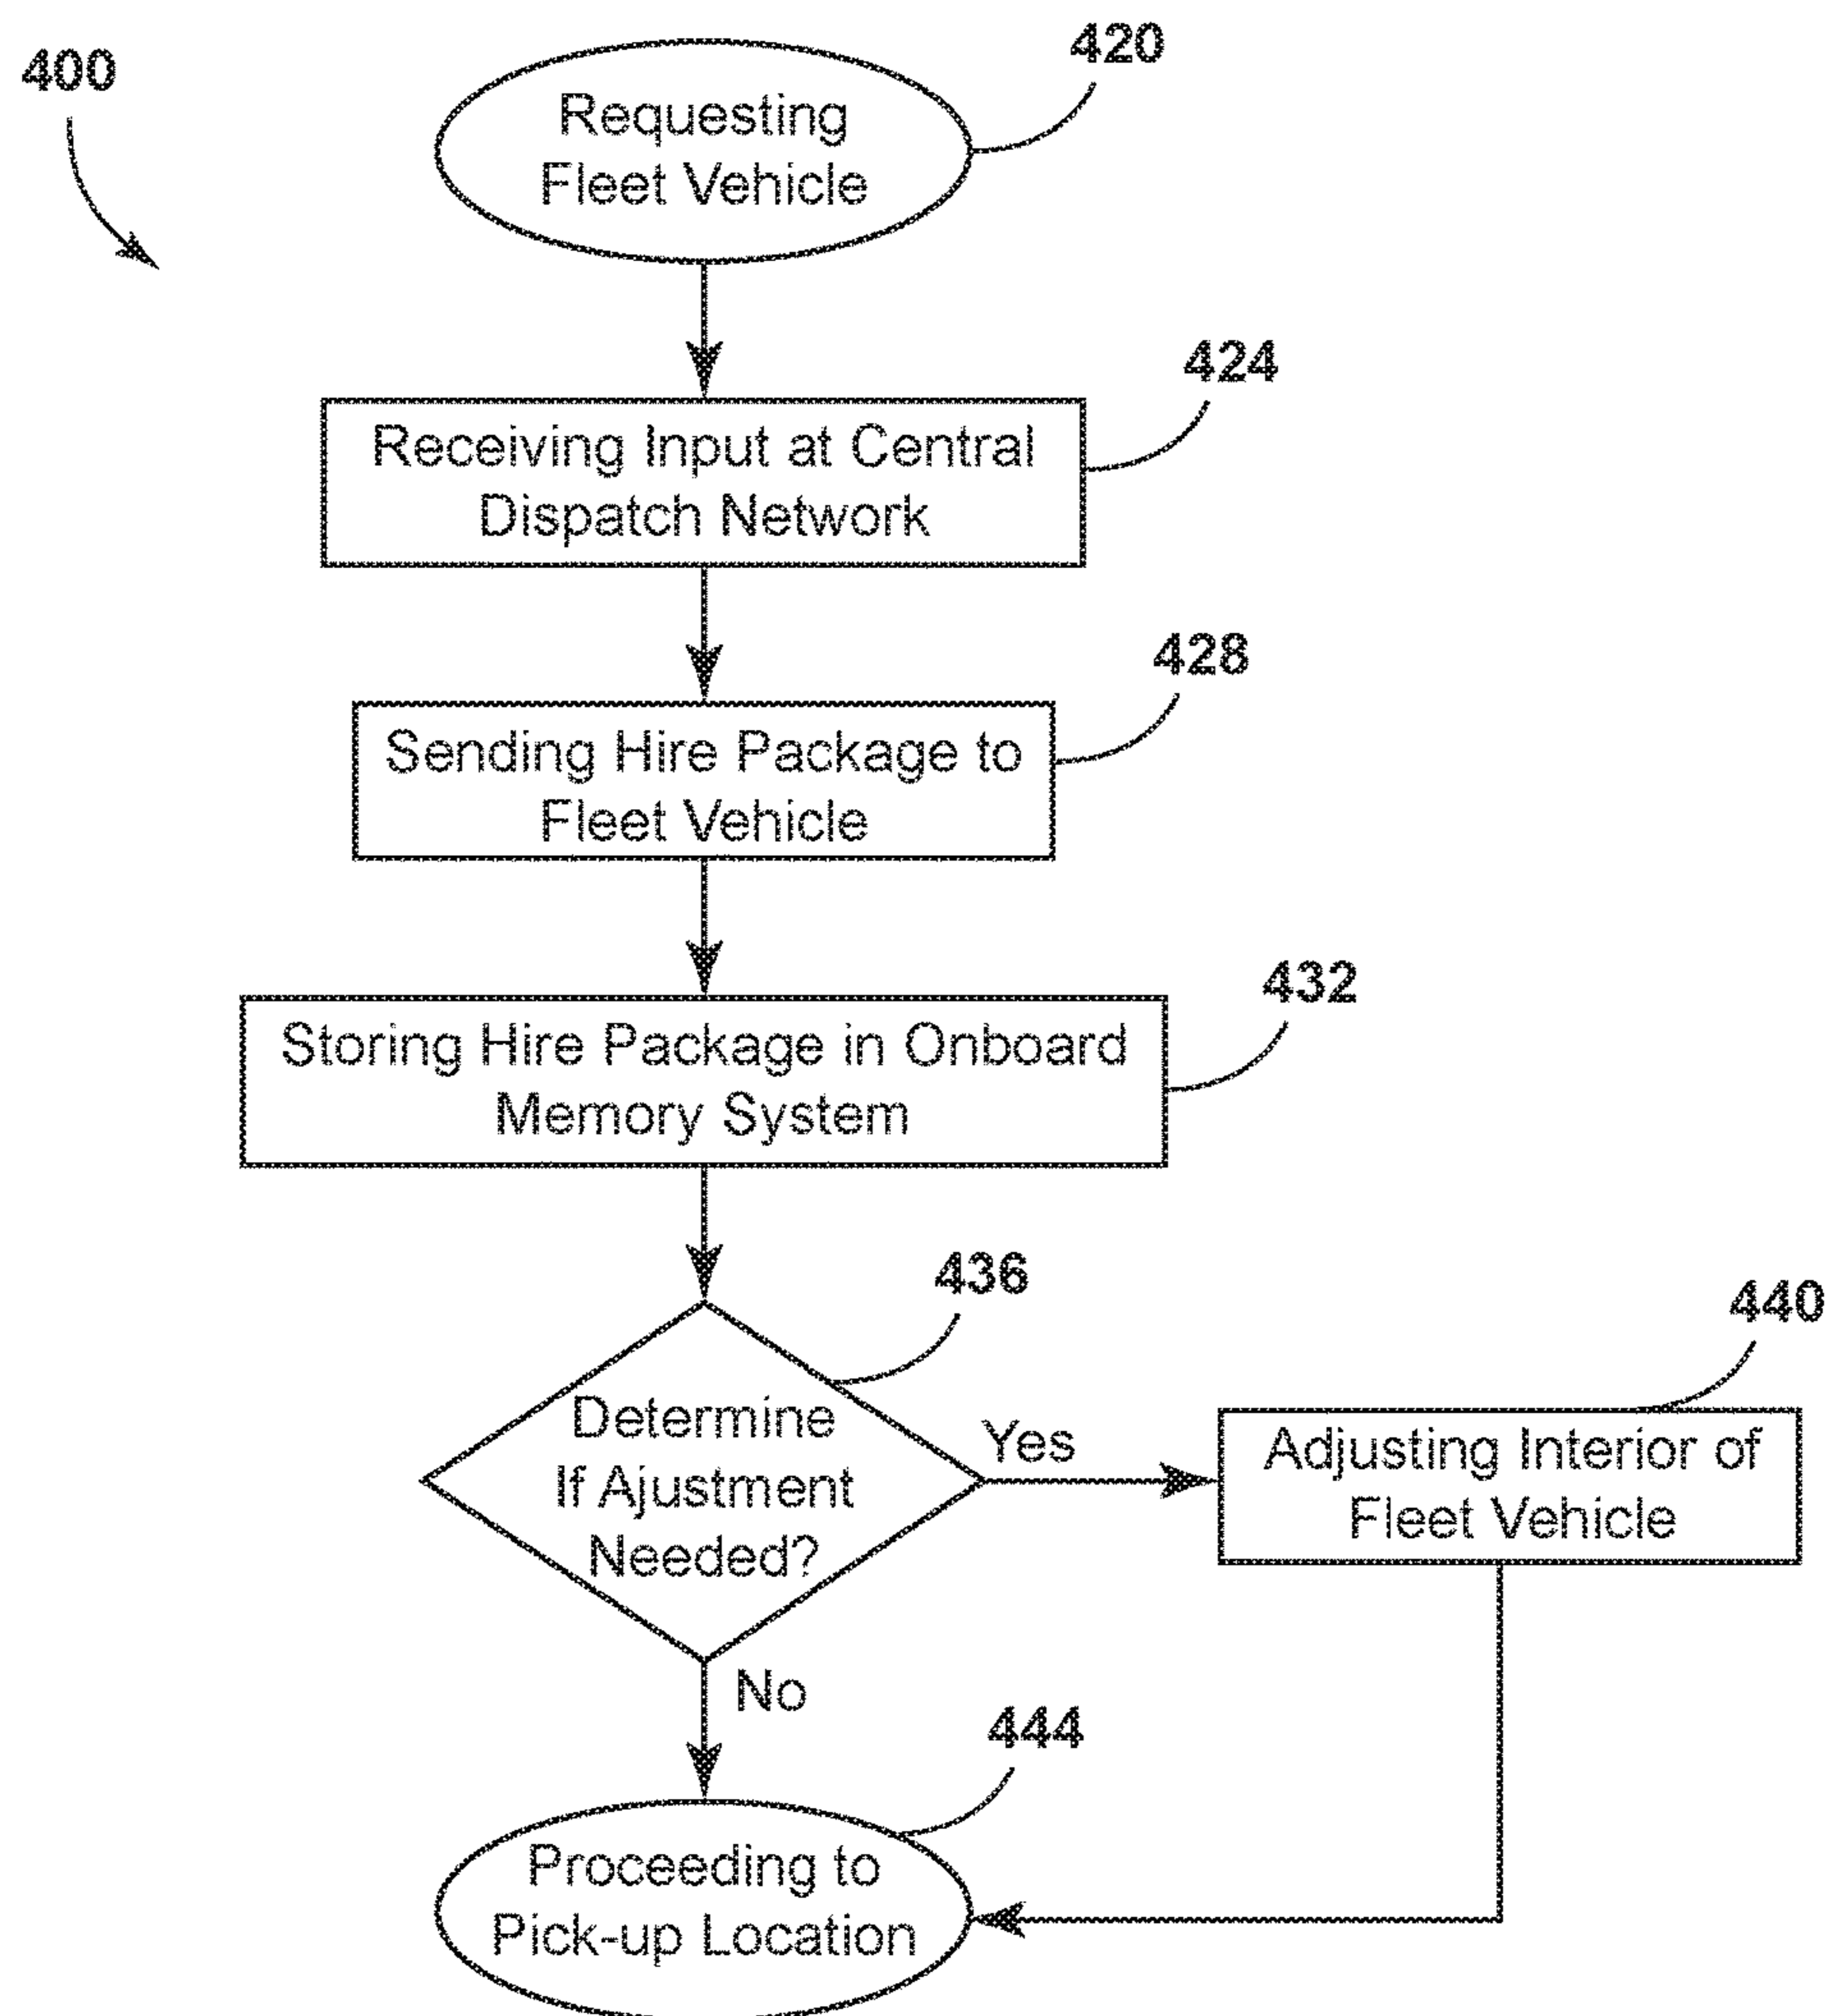 400
420
Requesting
Fleet Vehicle
424
Receiving Input at Central
Dispatch Network
428
Sending Hire Package to
Fleet Vehicle
432
Storing Hire Package in Onboard
Memory System
436
Determine
If Ajustment
Needed?
Yes
440
Adjusting Interior of
Fleet Vehicle
No
444
Proceeding to
Pick-up Location